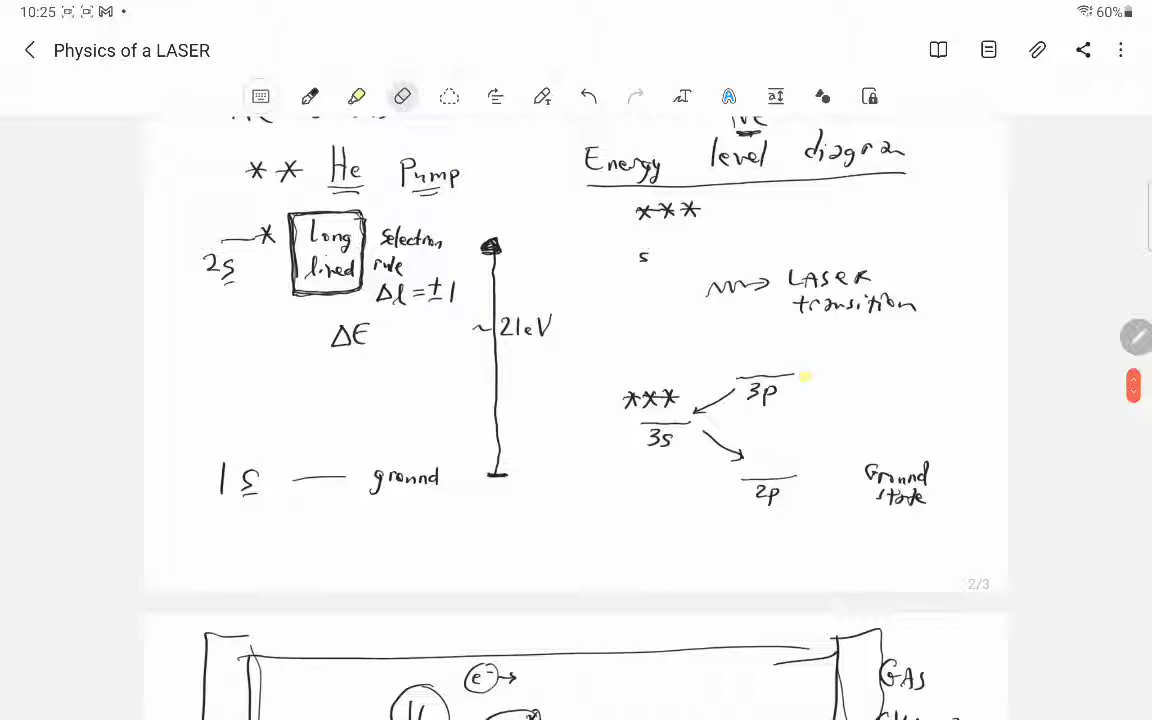 10:25
60%
Physics of a LASER
Energy level diagram
** He Pump
***
2s — * long lived selection rule Δl = ±1
s
LASER transition
ΔE
~21eV
3p
***
3s
1s — ground
2p
Ground state
2/3
e⁻ →
GAS